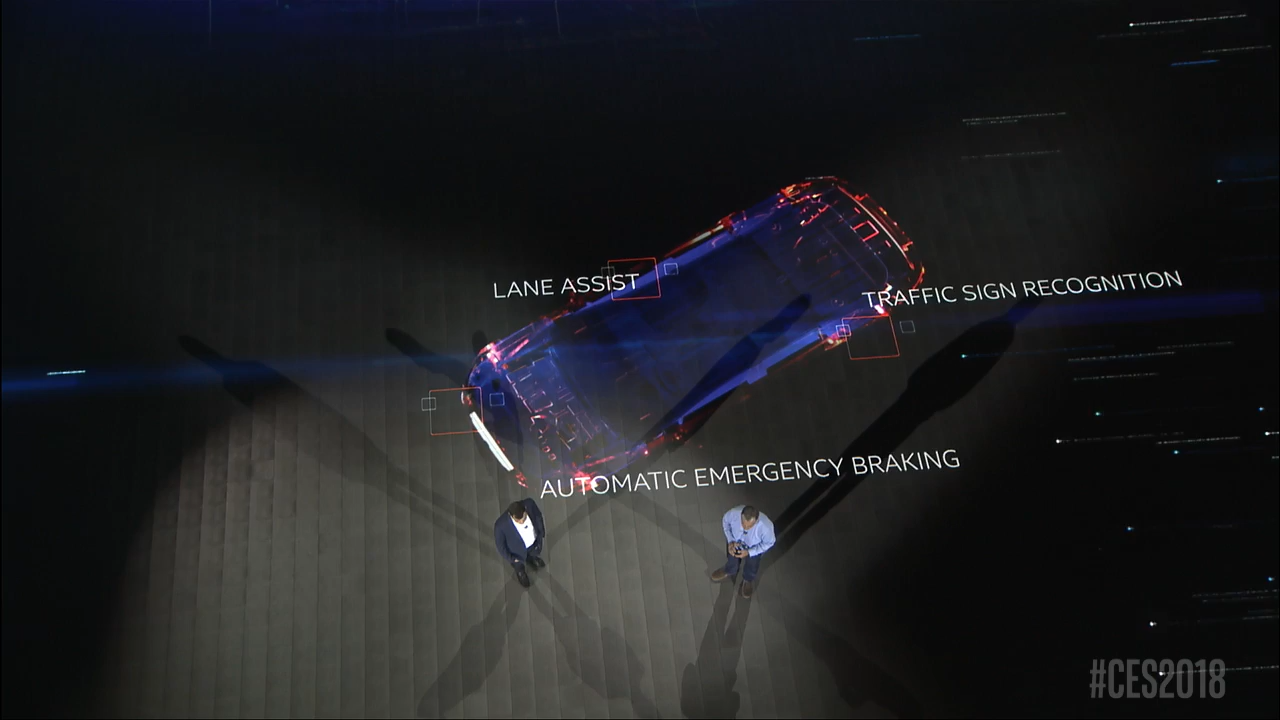 LANE ASSIST
TRAFFIC SIGN RECOGNITION
AUTOMATIC EMERGENCY BRAKING
#CES2018